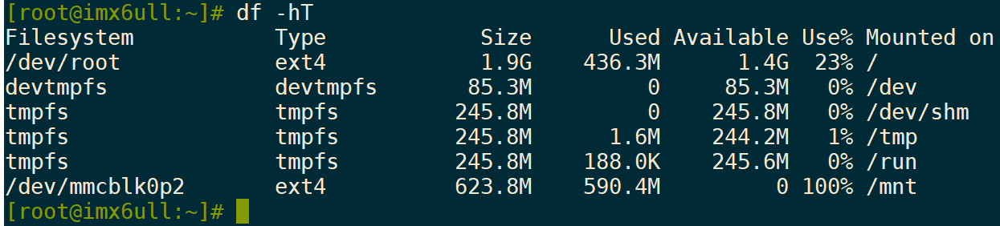 [root@imx6ull:~]# df -hT
Filesystem           Type            Size      Used Available Use% Mounted on
/dev/root            ext4            1.9G    436.3M      1.4G  23% /
devtmpfs             devtmpfs       85.3M         0     85.3M   0% /dev
tmpfs                tmpfs         245.8M         0    245.8M   0% /dev/shm
tmpfs                tmpfs         245.8M      1.6M    244.2M   1% /tmp
tmpfs                tmpfs         245.8M    188.0K    245.6M   0% /run
/dev/mmcblk0p2       ext4          623.8M    590.4M         0 100% /mnt
[root@imx6ull:~]#